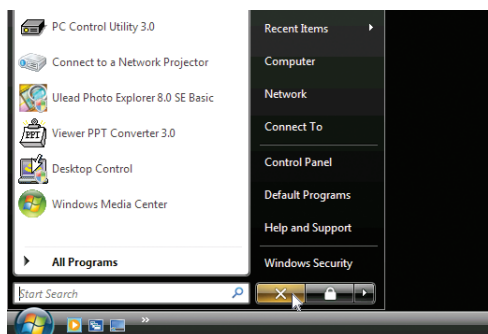 PC Control Utility 3.0
Connect to a Network Projector
Ulead Photo Explorer 8.0 SE Basic
PPT
Viewer PPT Converter 3.0
Desktop Control
Windows Media Center
All Programs
Start Search
Recent Items
Computer
Network
Connect To
Control Panel
Default Programs
Help and Support
Windows Security